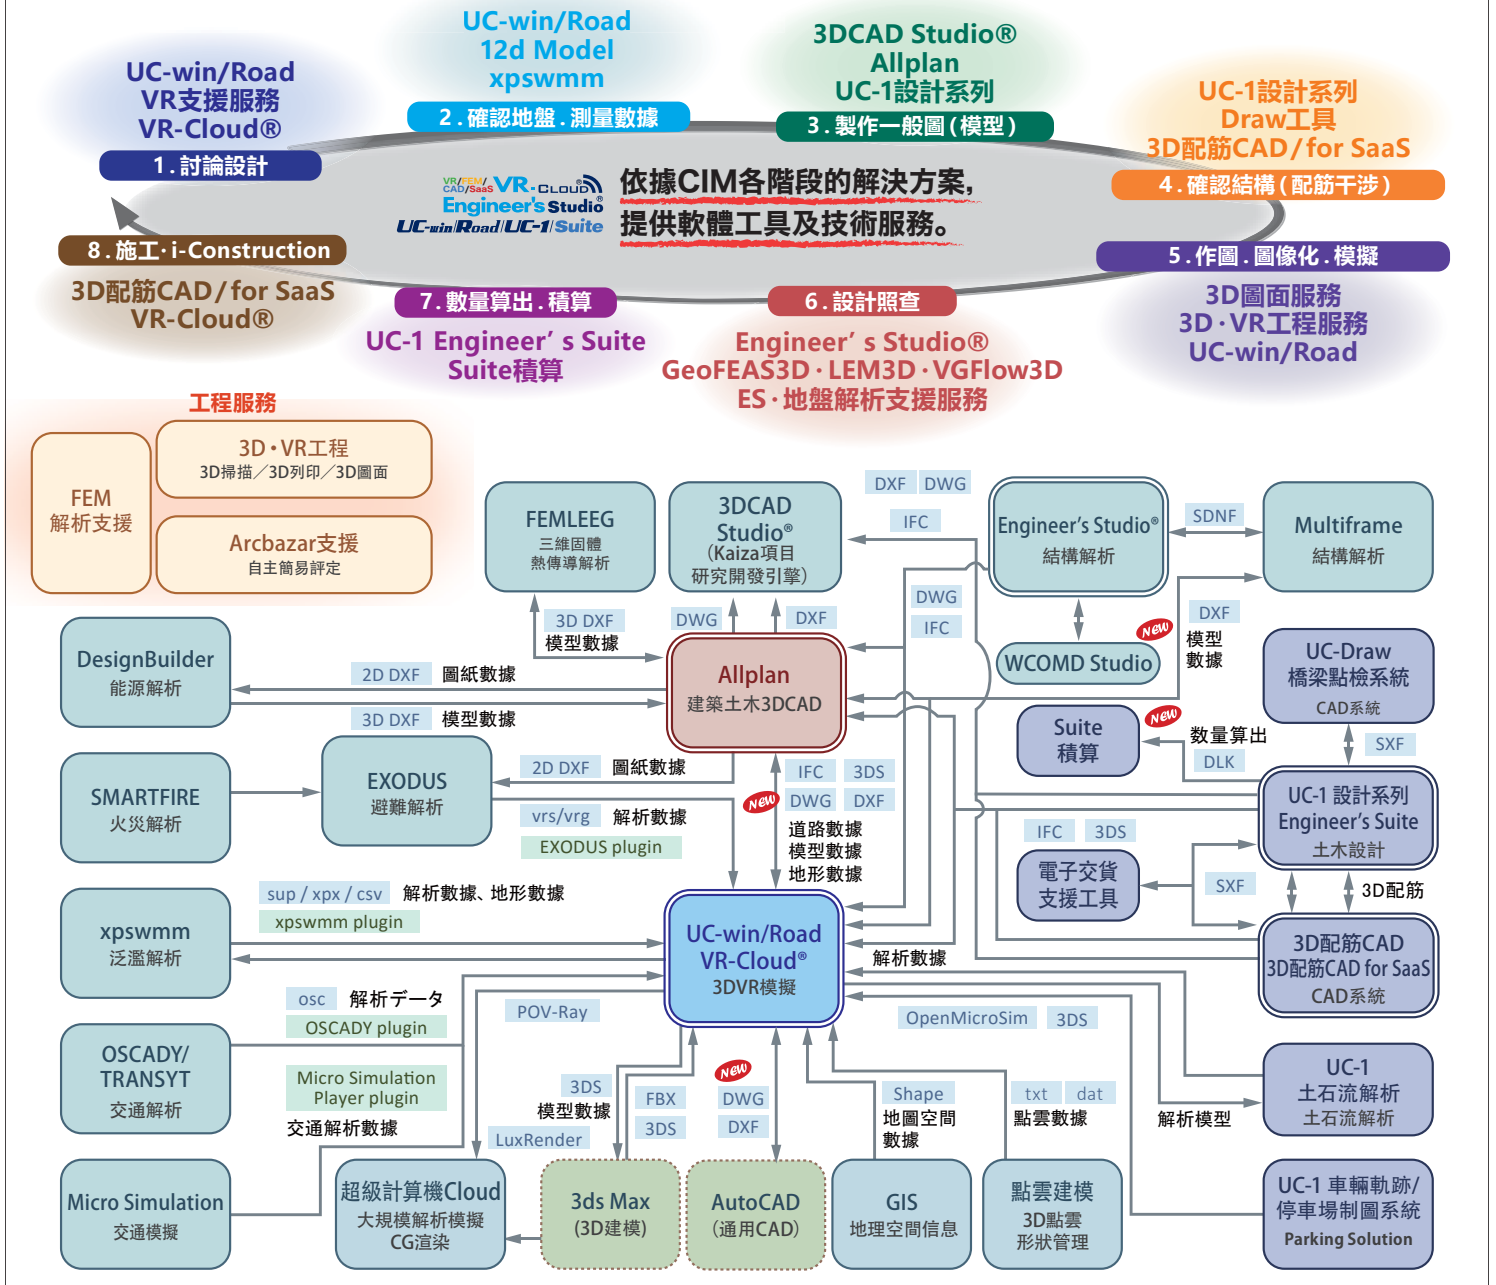 UC-win/Road
VR支援服務
VR-Cloud®
1.討論設計
UC-win/Road
12d Model
xpswmm
2.確認地盤.測量數據
3DCAD Studio®
Allplan
UC-1設計系列
3.製作一般圖(模型)
UC-1設計系列
Draw工具
3D配筋CAD/for SaaS
4.確認結構(配筋干渉)
VR/FEM/
CAD/SaaS VR-CLOUD®
Engineer's Studio®
UC-win/Road/UC-1/Suite
依據CIM各階段的解決方案,
提供軟體工具及技術服務。
8.施工·i-Construction
3D配筋CAD/for SaaS
VR-Cloud®
7.數量算出.積算
UC-1 Engineer’s Suite
Suite積算
6.設計照查
Engineer’s Studio®
GeoFEAS3D·LEM3D·VGFlow3D
ES·地盤解析支援服務
5.作圖.圖像化.模擬
3D圖面服務
3D·VR工程服務
UC-win/Road
工程服務
FEM
解析支援
3D·VR工程
3D掃描／3D列印／3D圖面
Arcbazar支援
自主簡易評定
FEMLEEG
三維固體
熱傳導解析
3DCAD
Studio®
（Kaiza項目
研究開發引擎）
DXF
DWG
IFC
Engineer’s Studio®
結構解析
SDNF
Multiframe
結構解析
3D DXF
模型數據
DWG
DXF
DWG
IFC
DXF
模型
數據
NEW
WCOMD Studio
DesignBuilder
能源解析
2D DXF 圖紙數據
3D DXF 模型數據
Allplan
建築土木3DCAD
UC-Draw
橋梁點檢系統
CAD系統
Suite
積算
NEW
数量算出
DLK
SXF
SMARTFIRE
火災解析
EXODUS
避難解析
2D DXF 圖紙數據
vrs/vrg 解析數據
EXODUS plugin
NEW
IFC
3DS
DWG
DXF
道路數據
模型數據
地形數據
UC-1 設計系列
Engineer’s Suite
土木設計
IFC
3DS
電子交貨
支援工具
SXF
3D配筋
xpswmm
泛濫解析
sup / xpx / csv 解析數據、地形數據
xpswmm plugin
UC-win/Road
VR-Cloud®
3DVR模擬
解析數據
3D配筋CAD
3D配筋CAD for SaaS
CAD系統
osc 解析データ
OSCADY plugin
POV-Ray
OpenMicroSim
3DS
OSCADY/
TRANSYT
交通解析
Micro Simulation
Player plugin
交通解析數據
LuxRender
3DS
模型數據
FBX
3DS
NEW
DWG
DXF
Shape
地圖空間
數據
txt
dat
點雲數據
解析模型
UC-1
土石流解析
土石流解析
Micro Simulation
交通模擬
超級計算機Cloud
大規模解析模擬
CG渲染
3ds Max
(3D建模)
AutoCAD
（通用CAD）
GIS
地理空間信息
點雲建模
3D點雲
形狀管理
UC-1 車輛軌跡/
停車場制圖系統
Parking Solution